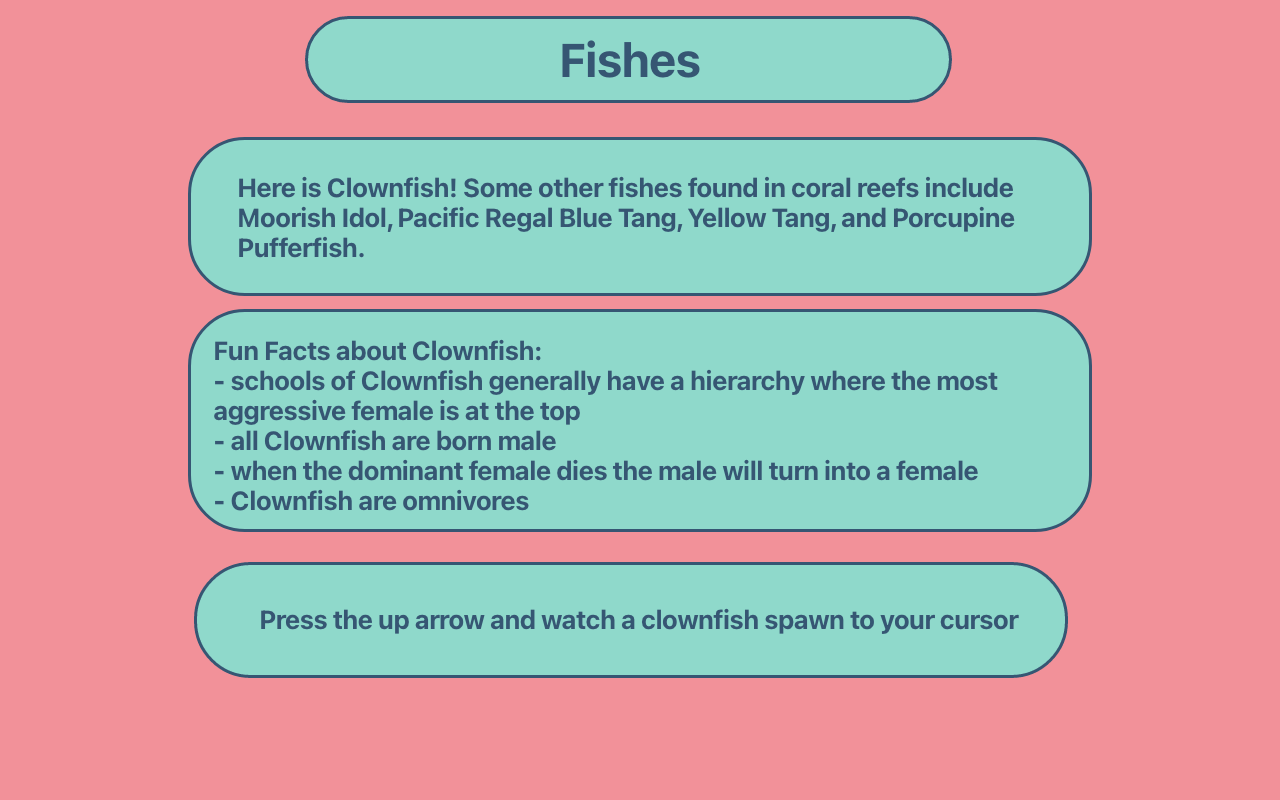 Fishes
Here is Clownfish! Some other fishes found in coral reefs include
Moorish Idol, Pacific Regal Blue Tang, Yellow Tang, and Porcupine
Pufferfish.
Fun Facts about Clownfish:
- schools of Clownfish generally have a hierarchy where the most
aggressive female is at the top
- all Clownfish are born male
- when the dominant female dies the male will turn into a female
- Clownfish are omnivores
Press the up arrow and watch a clownfish spawn to your cursor